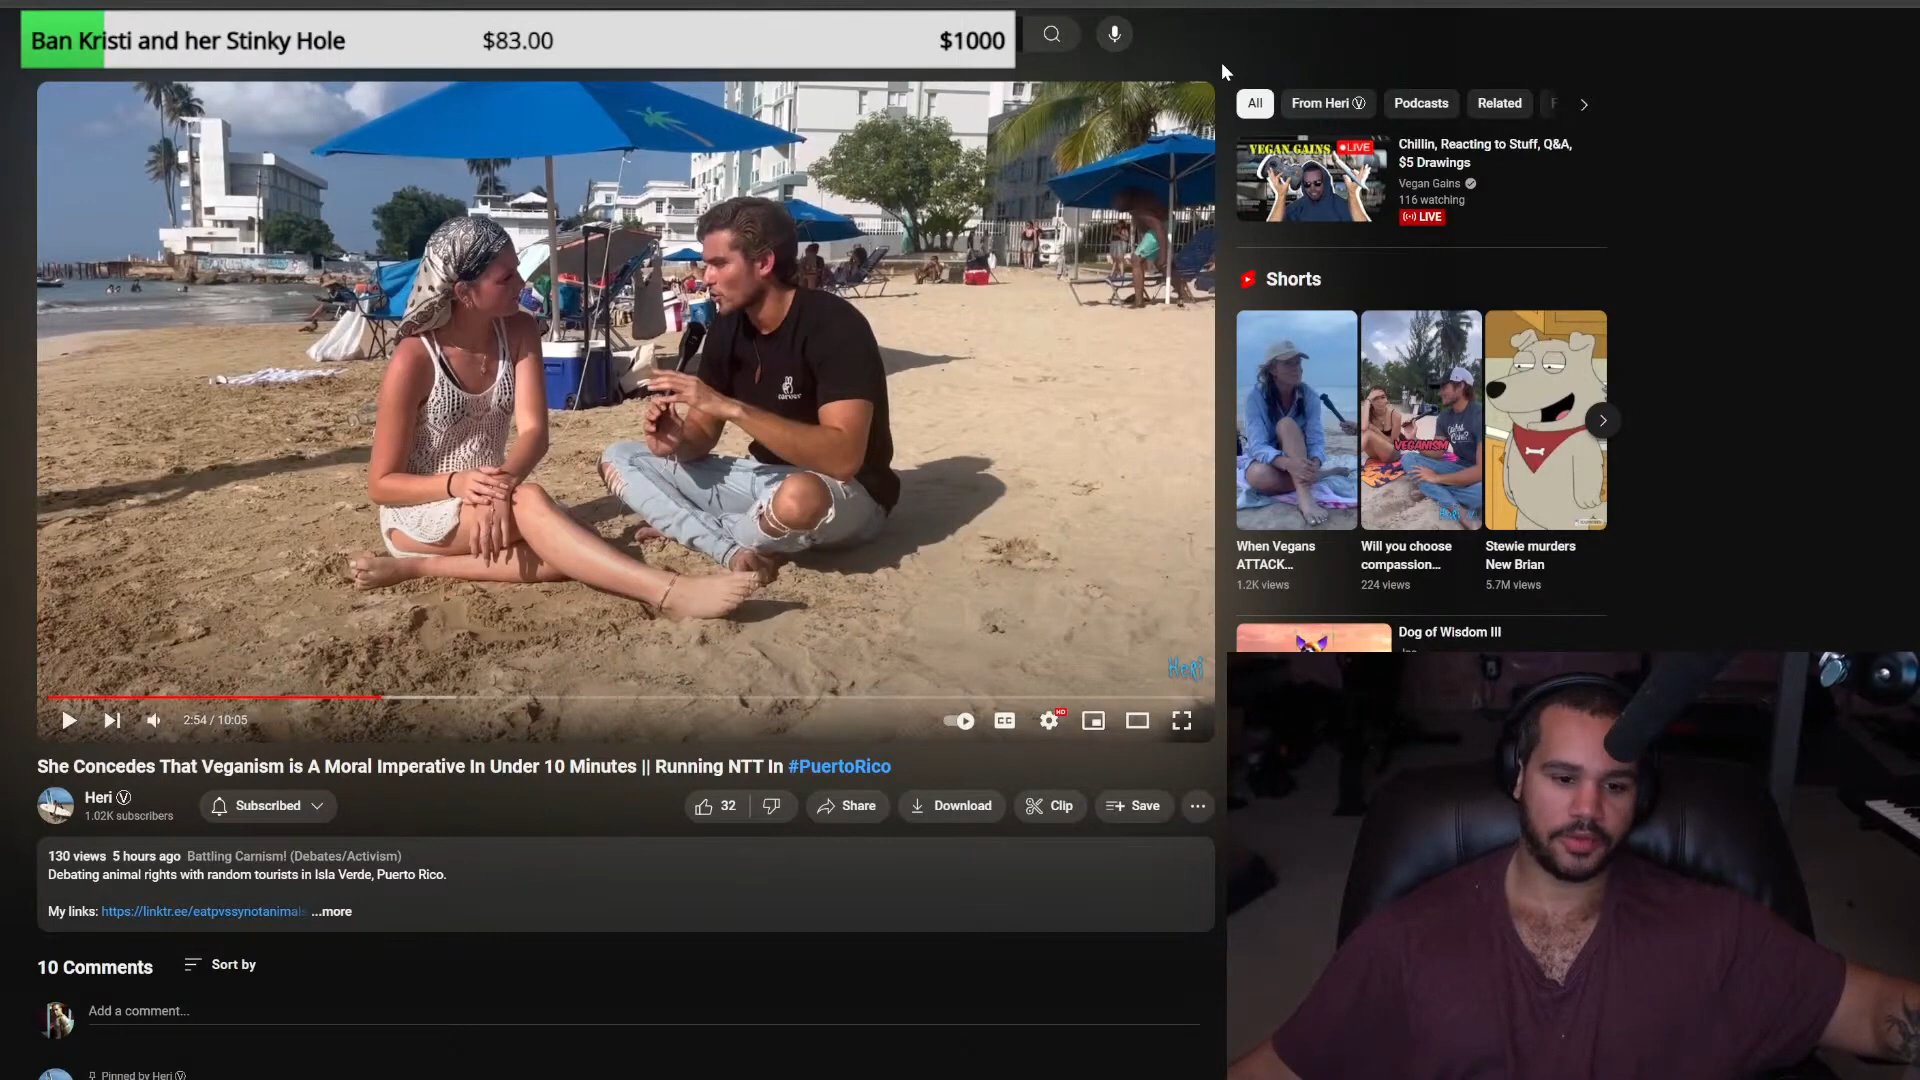 Ban Kristi and her Stinky Hole $83.00 $1000
All From Heri Ⓥ Podcasts Related F
VEGAN GAINS LIVE
Chillin, Reacting to Stuff, Q&A,
$5 Drawings
Vegan Gains
116 watching
LIVE
Shorts
VEGANISM
When Vegans
ATTACK...
1.2K views
Will you choose
compassion...
224 views
Stewie murders
New Brian
5.7M views
Dog of Wisdom III
Heri
2:54 / 10:05
CC
HD
She Concedes That Veganism is A Moral Imperative In Under 10 Minutes || Running NTT In #PuertoRico
Heri Ⓥ
1.02K subscribers
Subscribed
32
Share
Download
Clip
Save
130 views 5 hours ago Battling Carnism! (Debates/Activism)
Debating animal rights with random tourists in Isla Verde, Puerto Rico.
My links: https://linktr.ee/eatpvssynotanimals ...more
10 Comments
Sort by
Add a comment...
Pinned by Heri Ⓥ